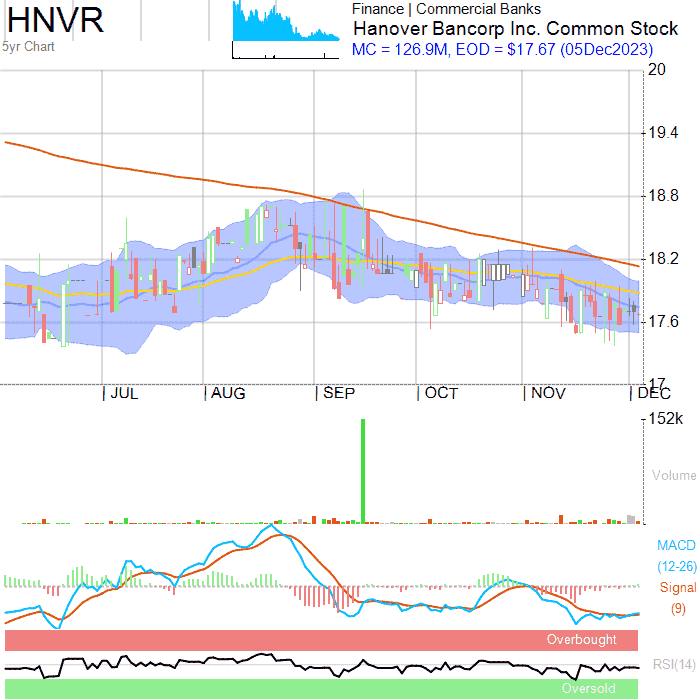 HNVR
5yr Chart
Finance | Commercial Banks
Hanover Bancorp Inc. Common Stock
MC = 126.9M, EOD = $17.67 (05Dec2023)
20
19.4
18.8
18.2
17.6
17
| JUL | AUG | SEP | OCT | NOV | DEC
152k
Volume
MACD
(12-26)
Signal
(9)
Overbought
RSI(14)
Oversold